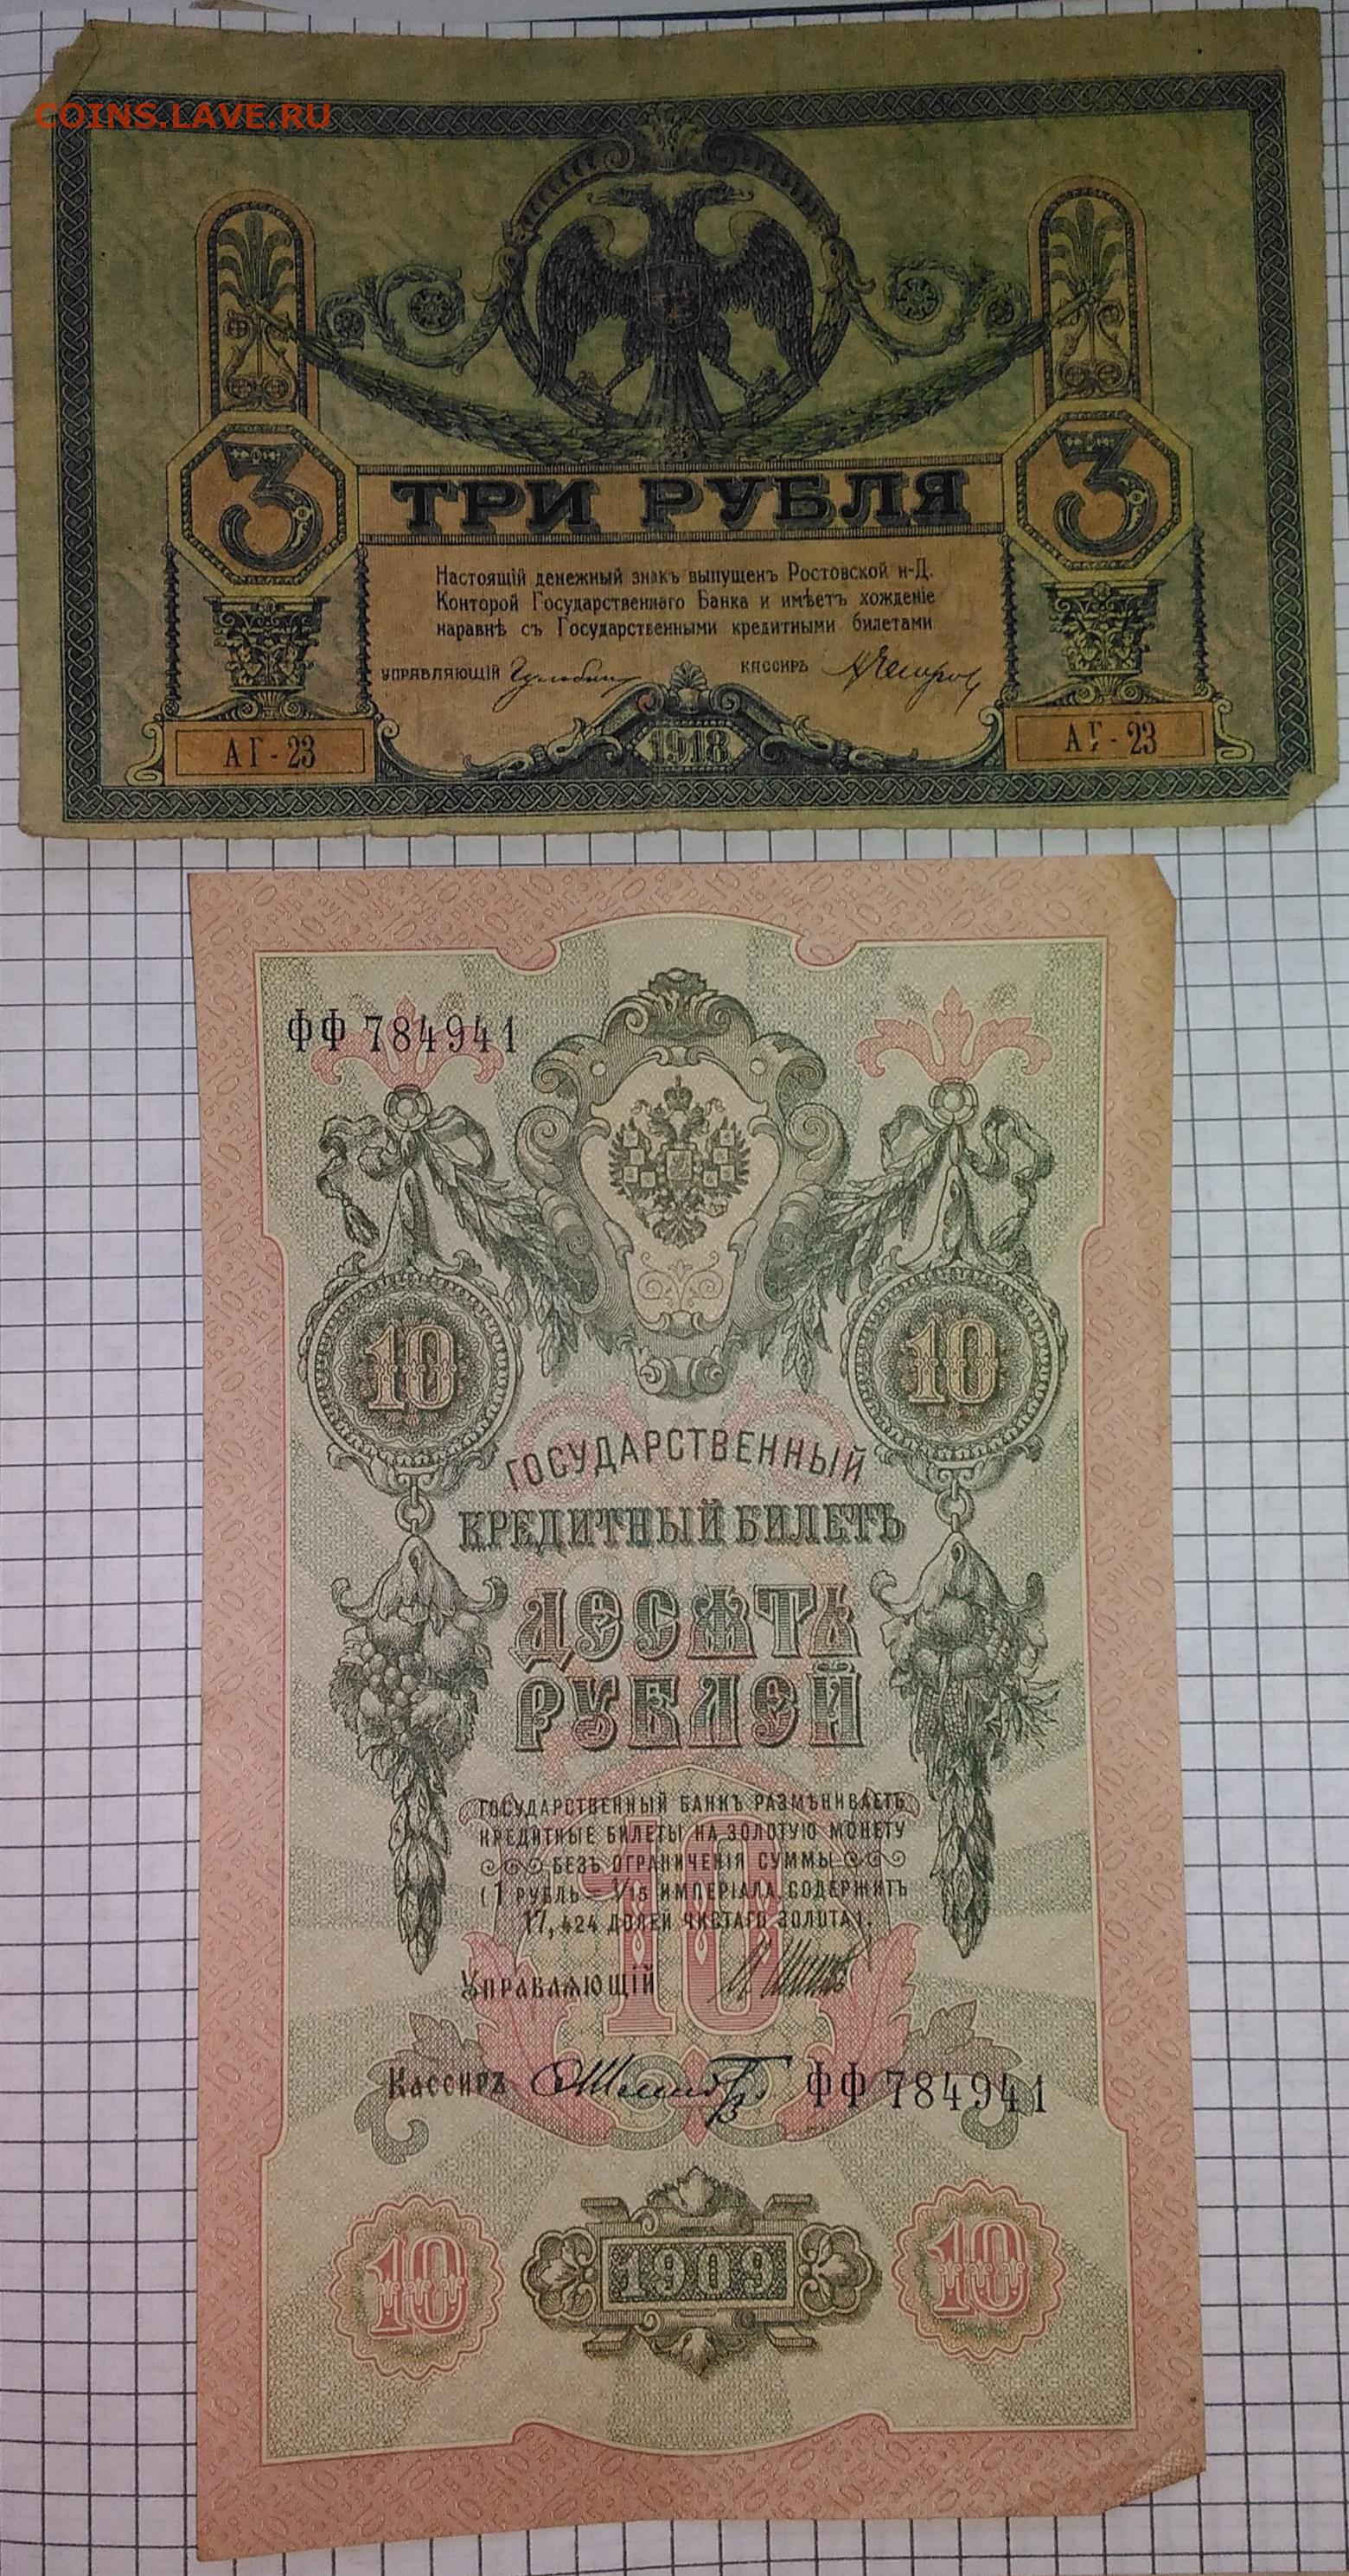 COINS.LAVE.RU
3 ТРИ РУБЛЯ 3
Настоящій денежный знакъ выпущенъ Ростовской н-Д.
Конторой Государственнаго Банка и имѣетъ хожденіе
наравнѣ съ Государственными кредитными билетами
УПРАВЛЯЮЩІЙ КАССИРЪ
АГ - 23 1918 АГ - 23
ФФ 784941
10 10
ГОСУДАРСТВЕННЫЙ
КРЕДИТНЫЙ БИЛЕТЪ
ДЕСЯТЬ
РУБЛЕЙ
ГОСУДАРСТВЕННЫЙ БАНКЪ РАЗМѢНИВАЕТЪ
КРЕДИТНЫЕ БИЛЕТЫ НА ЗОЛОТУЮ МОНЕТУ
БЕЗЪ ОГРАНИЧЕНІЯ СУММЫ
(1 РУБЛЬ = 1/15 ИМПЕРІАЛА, СОДЕРЖИТЪ
17,424 ДОЛЕЙ ЧИСТАГО ЗОЛОТА).
10
Управляющій
Кассиръ ФФ 784941
10 1909 10